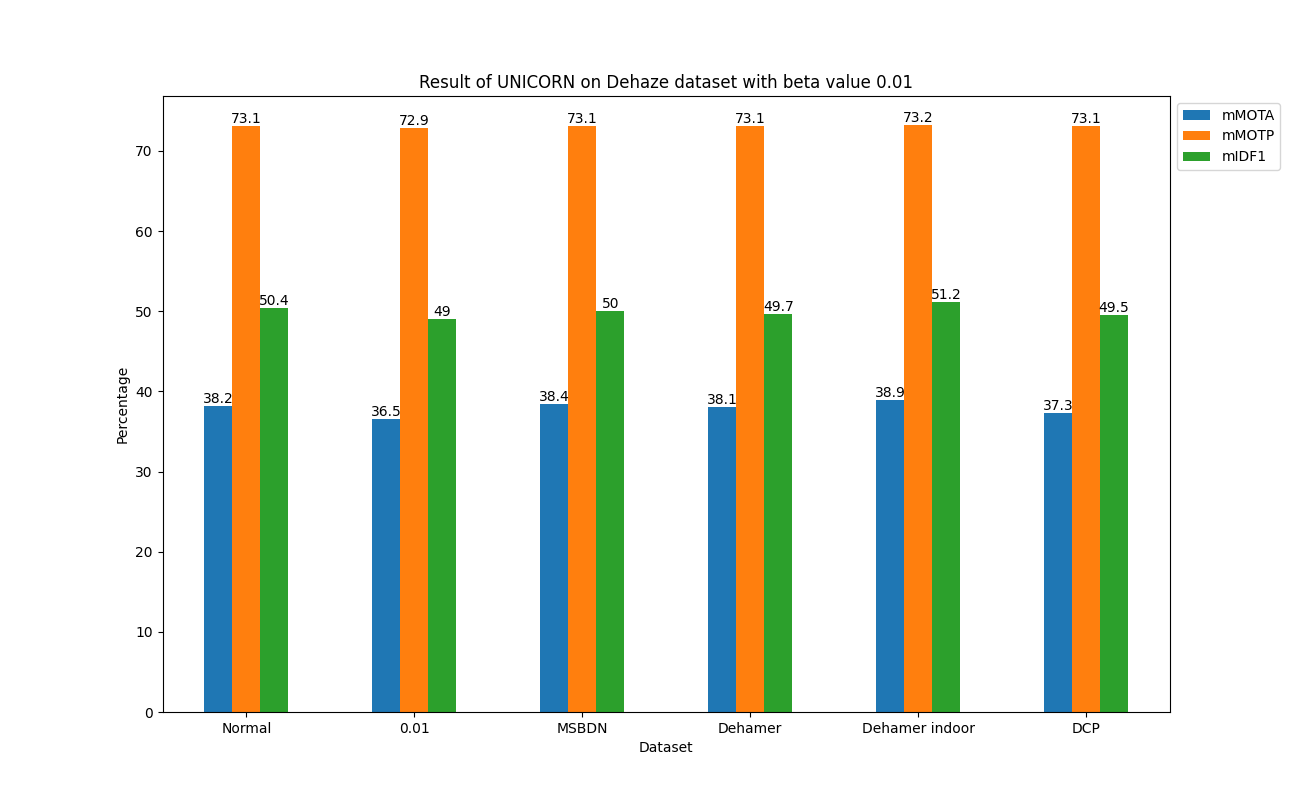 Result of UNICORN on Dehaze dataset with beta value 0.01
mMOTA
mMOTP
mIDF1
Percentage
70
60
50
40
30
20
10
0
38.2
73.1
50.4
36.5
72.9
49
38.4
73.1
50
38.1
73.1
49.7
38.9
73.2
51.2
37.3
73.1
49.5
Normal
0.01
MSBDN
Dehamer
Dehamer indoor
DCP
Dataset